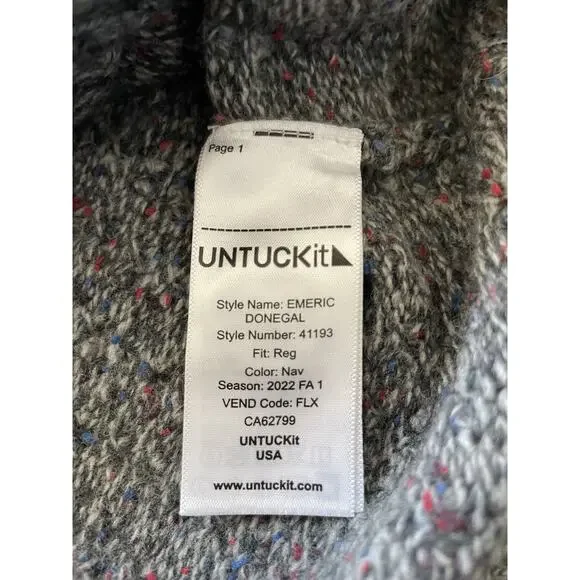 Page 1
UNTUCKit
Style Name: EMERIC
DONEGAL
Style Number: 41193
Fit: Reg
Color: Nav
Season: 2022 FA 1
VEND Code: FLX
CA62799
UNTUCKit
USA
www.untuckit.com